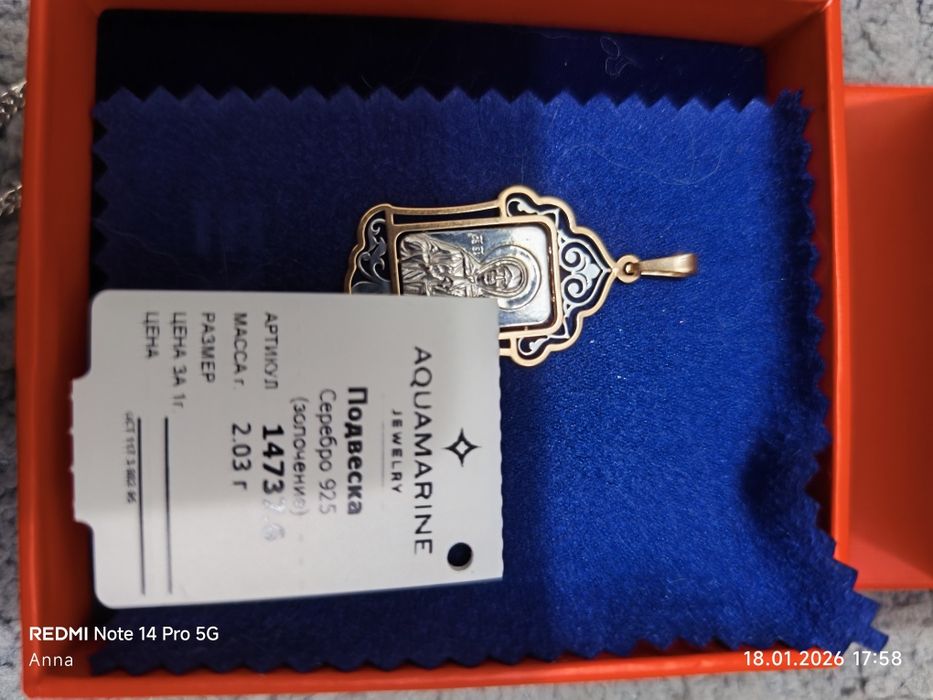 AQUAMARINE
JEWELRY
Подвеска
Серебро 925
(золочение)
АРТИКУЛ
МАССА г. 2.03 г
РАЗМЕР
ЦЕНА ЗА 1г.
ЦЕНА
REDMI Note 14 Pro 5G
Anna
18.01.2026 17:58